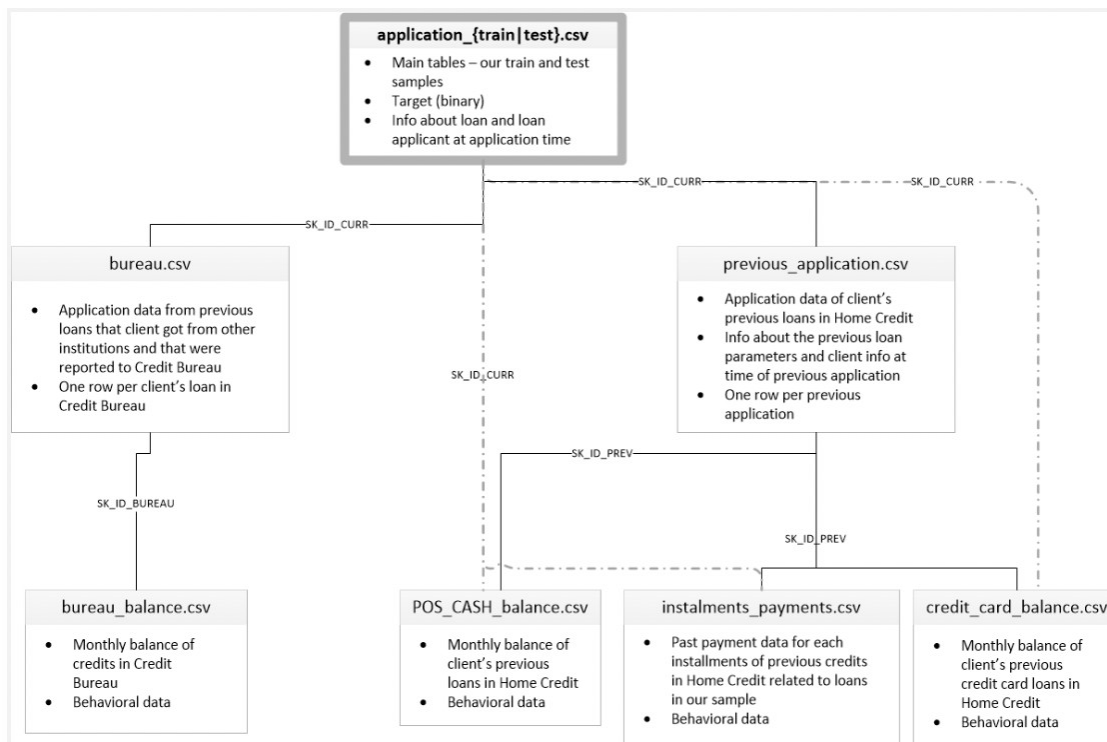 application_{train|test}.csv
• Main tables – our train and test
samples
• Target (binary)
• Info about loan and loan
applicant at application time
SK_ID_CURR
SK_ID_CURR
SK_ID_CURR
bureau.csv
• Application data from previous
loans that client got from other
institutions and that were
reported to Credit Bureau
• One row per client's loan in
Credit Bureau
SK_ID_CURR
previous_application.csv
• Application data of client's
previous loans in Home Credit
• Info about the previous loan
parameters and client info at
time of previous application
• One row per previous
application
SK_ID_PREV
SK_ID_BUREAU
SK_ID_PREV
bureau_balance.csv
• Monthly balance of
credits in Credit
Bureau
• Behavioral data
POS_CASH_balance.csv
• Monthly balance of
client's previous
loans in Home Credit
• Behavioral data
instalments_payments.csv
• Past payment data for each
installments of previous credits
in Home Credit related to loans
in our sample
• Behavioral data
credit_card_balance.csv
• Monthly balance of
client's previous
credit card loans in
Home Credit
• Behavioral data